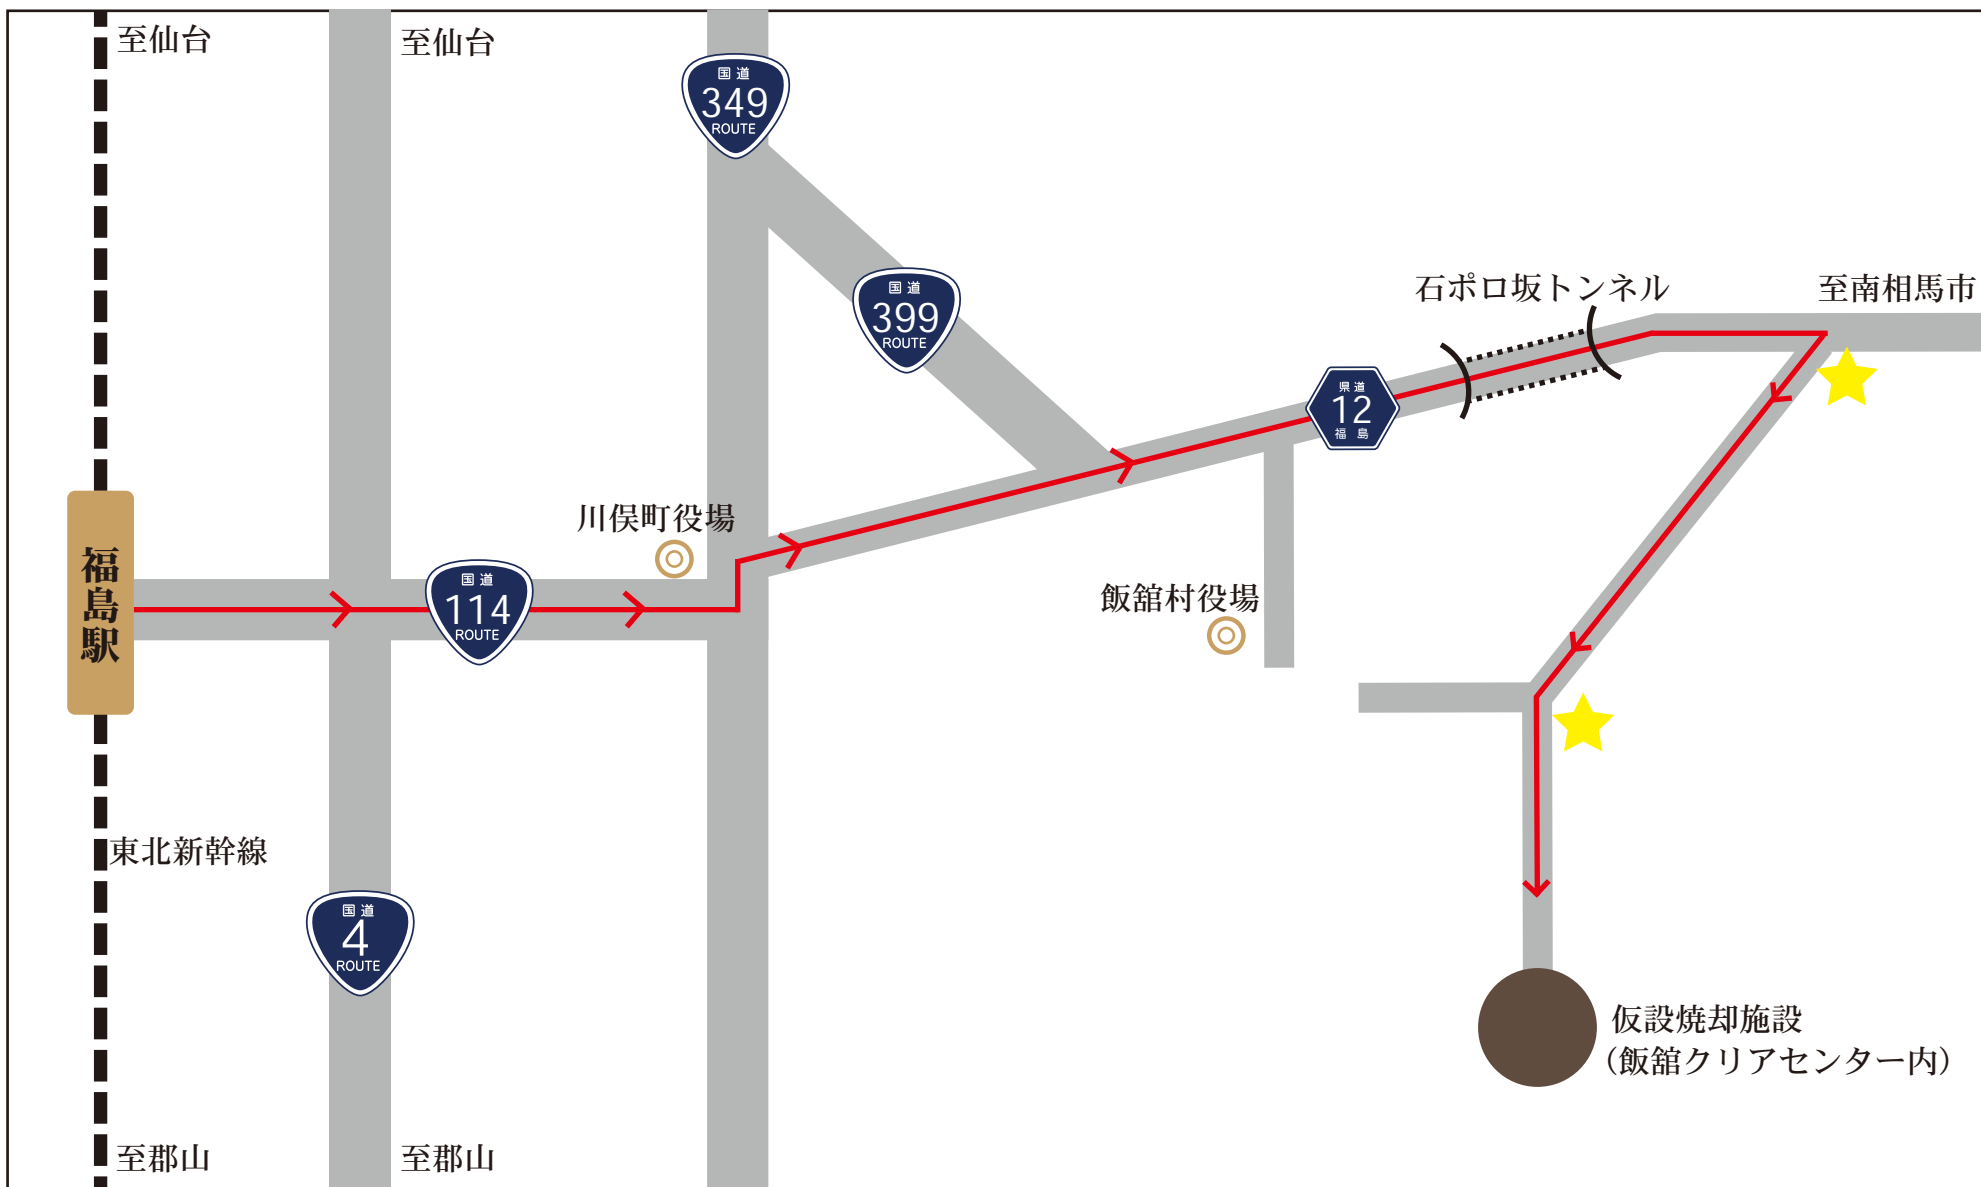 至仙台
至仙台
国道
349
ROUTE
国道
399
ROUTE
石ポロ坂トンネル
至南相馬市
県道
12
福島
川俣町役場
福島駅
国道
114
ROUTE
飯舘村役場
東北新幹線
国道
4
ROUTE
仮設焼却施設
（飯舘クリアセンター内）
至郡山
至郡山